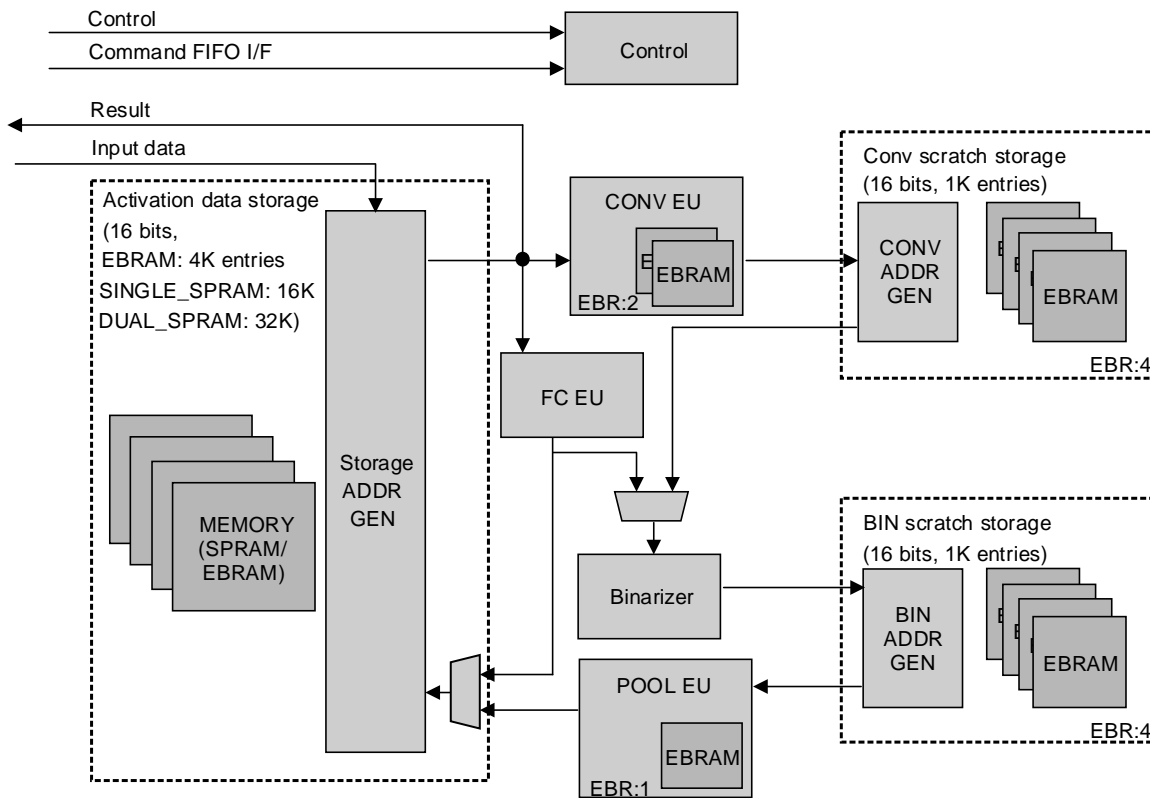 Control
Command FIFO I/F
Control
Result
Input data
Activation data storage
(16 bits,
EBRAM: 4K entries
SINGLE_SPRAM: 16K
DUAL_SPRAM: 32K)
Storage
ADDR
GEN
MEMORY
(SPRAM/
EBRAM)
CONV EU
E
EBRAM
EBR:2
Conv scratch storage
(16 bits, 1K entries)
CONV
ADDR
GEN
E
E
E
EBRAM
EBR:4
FC EU
Binarizer
BIN scratch storage
(16 bits, 1K entries)
BIN
ADDR
GEN
E
E
E
EBRAM
EBR:4
POOL EU
EBRAM
EBR:1